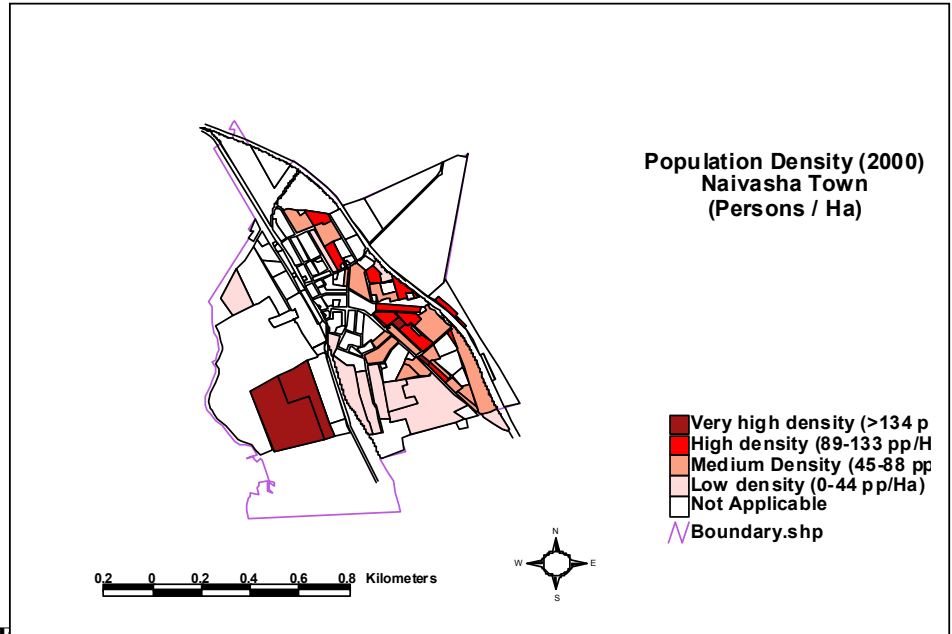 Population Density (2000)
Naivasha Town
(Persons / Ha)
Very high density (>134 p
High density (89-133 pp/H
Medium Density (45-88 pp
Low density (0-44 pp/Ha)
Not Applicable
Boundary.shp
N
W E
S
0.2 0 0.2 0.4 0.6 0.8 Kilometers